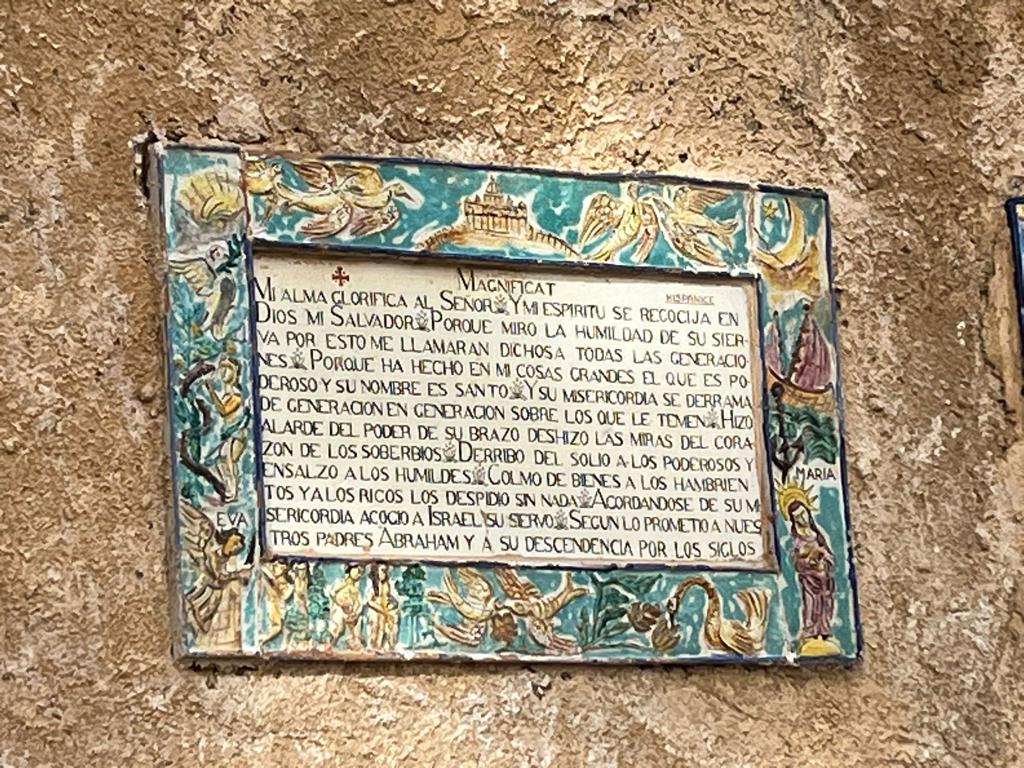 MAGNIFICAT
HISPANICE
MI ALMA GLORIFICA AL SEÑOR Y MI ESPIRITU SE REGOCIJA EN
DIOS MI SALVADOR PORQUE MIRO LA HUMILDAD DE SU SIER-
VA POR ESTO ME LLAMARAN DICHOSA TODAS LAS GENERACIO-
NES PORQUE HA HECHO EN MI COSAS GRANDES EL QUE ES PO-
DEROSO Y SU NOMBRE ES SANTO Y SU MISERICORDIA SE DERRAMA
DE GENERACION EN GENERACION SOBRE LOS QUE LE TEMEN HIZO
ALARDE DEL PODER DE SU BRAZO DESHIZO LAS MIRAS DEL CORA-
ZON DE LOS SOBERBIOS DERRIBO DEL SOLIO A LOS PODEROSOS Y
ENSALZO A LOS HUMILDES COLMO DE BIENES A LOS HAMBRIEN
TOS Y A LOS RICOS LOS DESPIDIO SIN NADA ACORDANDOSE DE SU MI
SERICORDIA ACOGIO A ISRAEL SU SIERVO SEGUN LO PROMETIO A NUES
TROS PADRES ABRAHAM Y A SU DESCENDENCIA POR LOS SIGLOS
MARIA
EVA